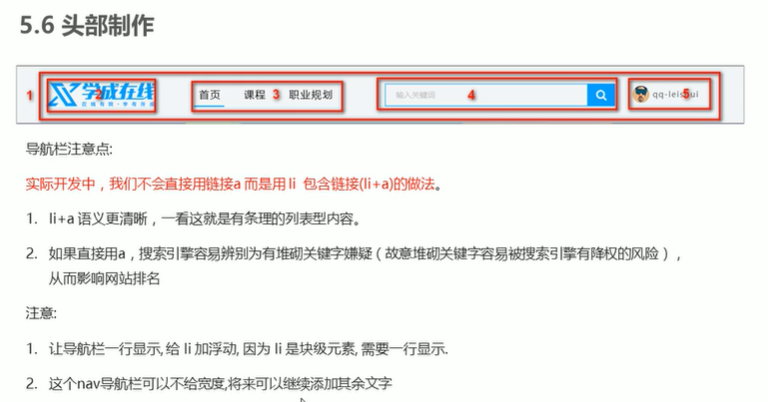 5.6 头部制作
1 学成在线 2 首页 课程 3 职业规划 输入关键词 4 qq-lei 5 ui
导航栏注意点:
实际开发中，我们不会直接用链接a 而是用 li 包含链接(li+a)的做法。
1. li+a 语义更清晰，一看这就是有条理的列表型内容。
2. 如果直接用a，搜索引擎容易辨别为有堆砌关键字嫌疑（故意堆砌关键字容易被搜索引擎有降权的风险），
从而影响网站排名
注意:
1. 让导航栏一行显示, 给 li 加浮动, 因为 li 是块级元素, 需要一行显示.
2. 这个nav导航栏可以不给宽度,将来可以继续添加其余文字